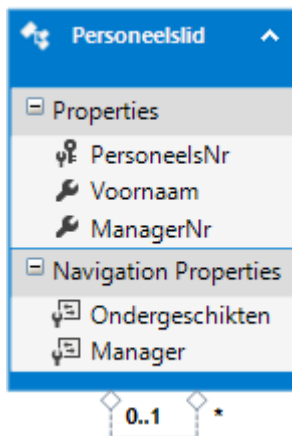 Personeelslid
Properties
PersoneelsNr
Voornaam
ManagerNr
Navigation Properties
Ondergeschikten
Manager
0..1 *